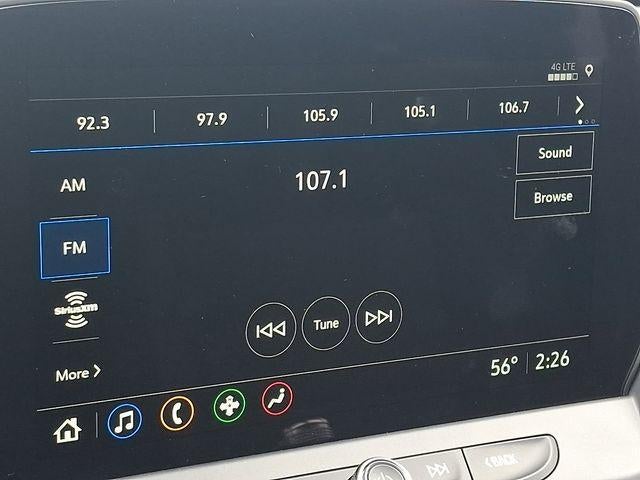 4G LTE
92.3 97.9 105.9 105.1 106.7
AM
107.1
Sound
Browse
FM
SiriusXM
Tune
More
56° 2:26
BACK